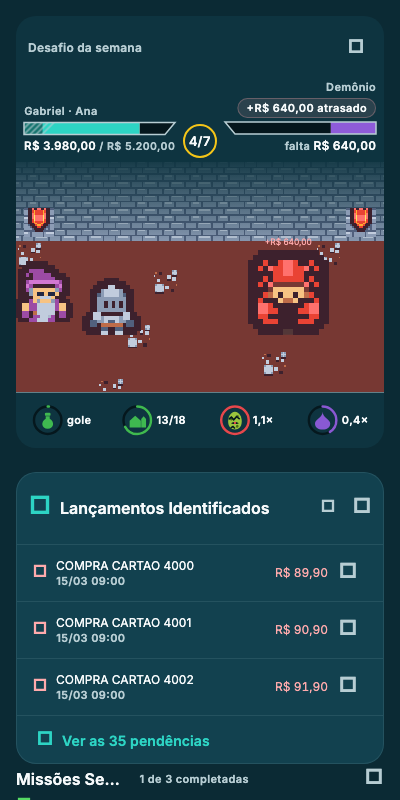 Desafio da semana
Demônio
Gabriel · Ana
+R$ 640,00 atrasado
R$ 3.980,00 / R$ 5.200,00
4/7
falta R$ 640,00
+R$ 640,00
gole
13/18
1,1×
0,4×
Lançamentos Identificados
COMPRA CARTAO 4000
15/03 09:00
R$ 89,90
COMPRA CARTAO 4001
15/03 09:00
R$ 90,90
COMPRA CARTAO 4002
15/03 09:00
R$ 91,90
Ver as 35 pendências
Missões Se...
1 de 3 completadas